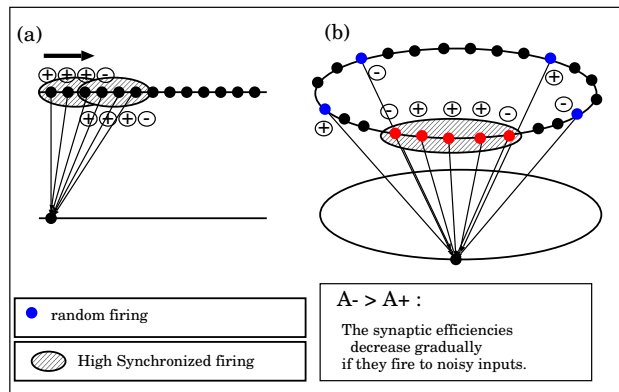 (a)
(b)
+ + + -
+ + + -
- +
- + + + -
+ -
random firing
High Synchronized firing
A- > A+ :
The synaptic efficiencies
decrease gradually
if they fire to noisy inputs.